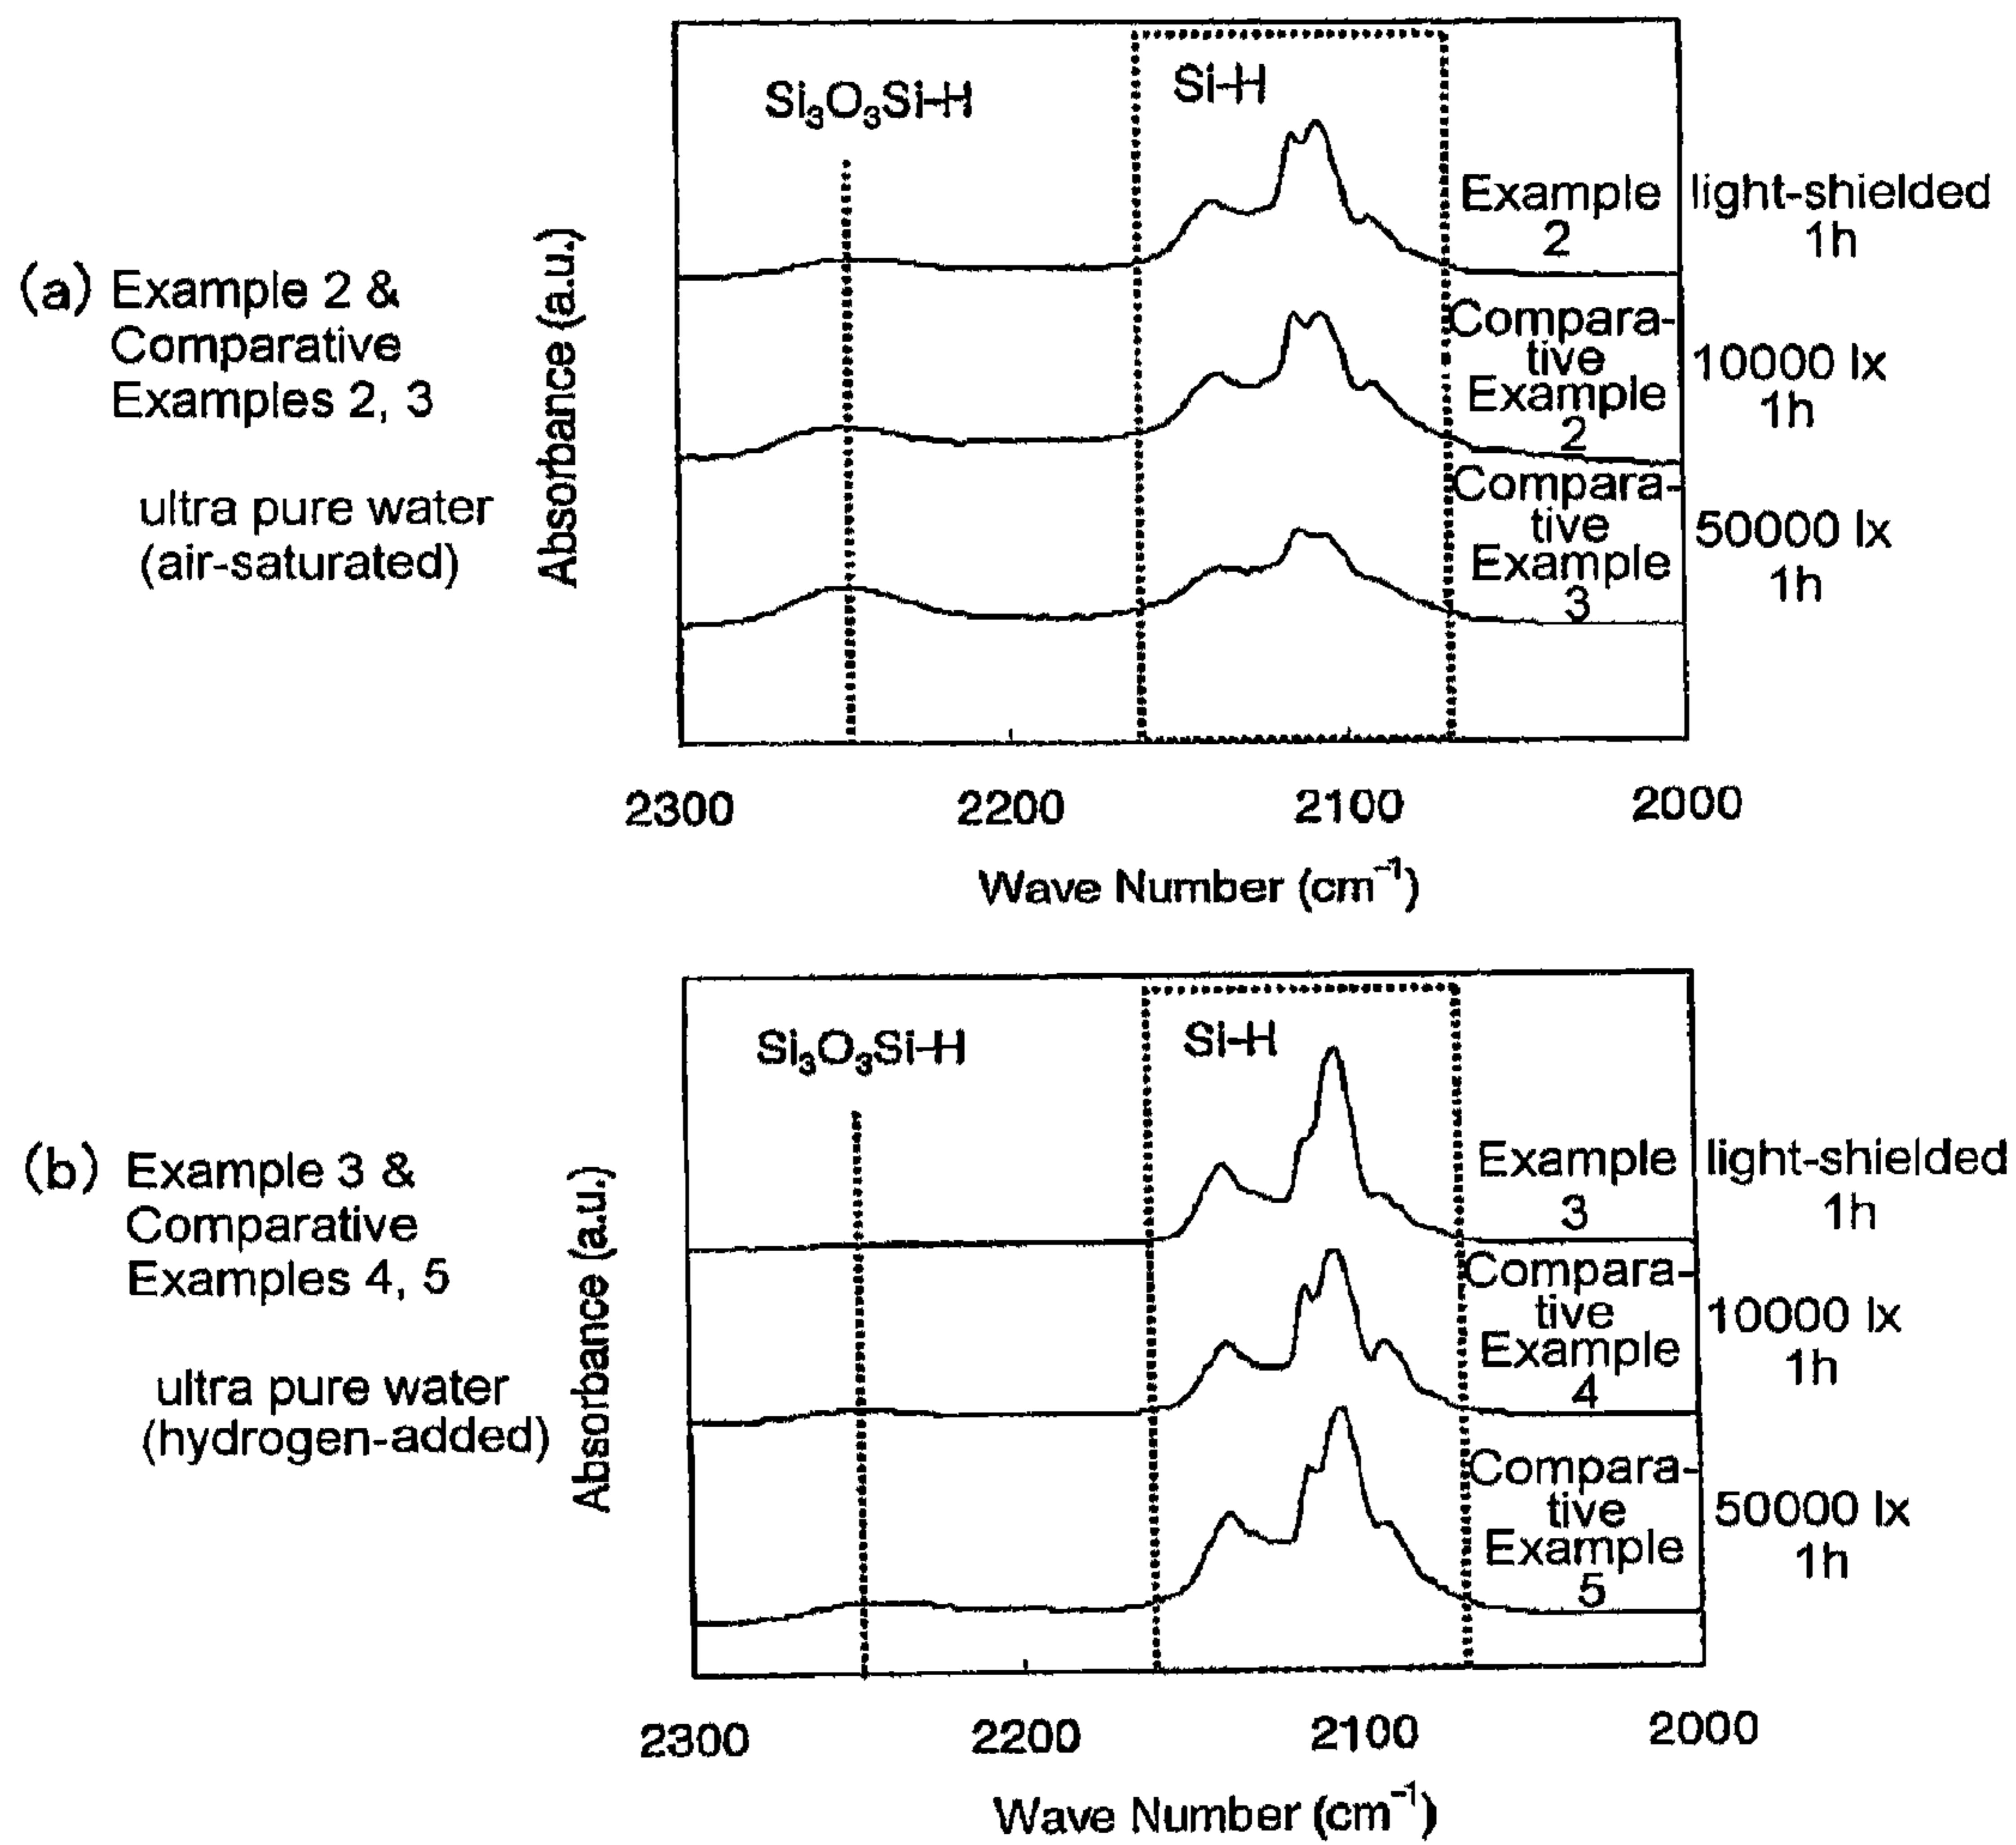 (a) Example 2 &
Comparative
Examples 2, 3
ultra pure water
(air-saturated)
Absorbance (a.u.)
Si₃O₃Si-H
Si-H
Example
2
light-shielded
1h
Compara-
tive
Example
2
10000 lx
1h
Compara-
tive
Example
3
50000 lx
1h
2300 2200 2100 2000
Wave Number (cm⁻¹)
(b) Example 3 &
Comparative
Examples 4, 5
ultra pure water
(hydrogen-added)
Absorbance (a.u.)
Si₃O₃Si-H
Si-H
Example
3
light-shielded
1h
Compara-
tive
Example
4
10000 lx
1h
Compara-
tive
Example
5
50000 lx
1h
2300 2200 2100 2000
Wave Number (cm⁻¹)